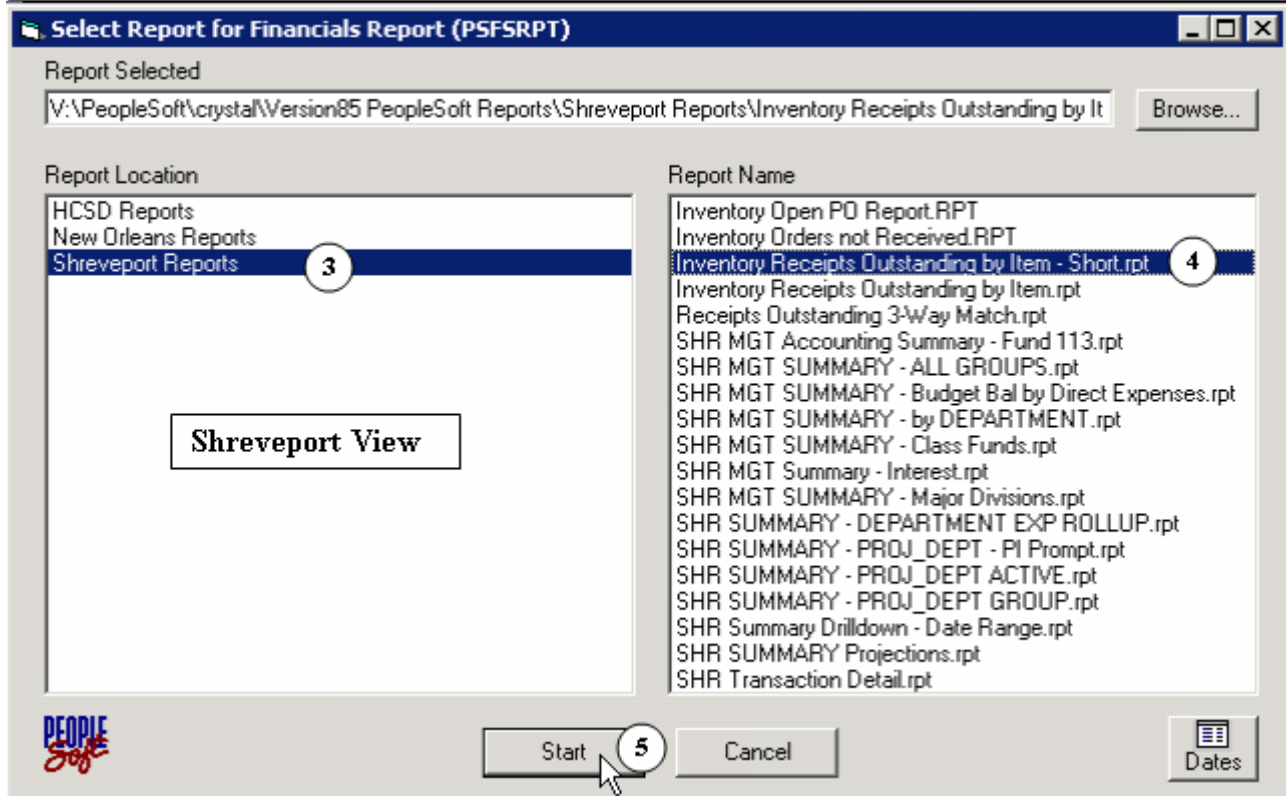 Select Report for Financials Report (PSFSRPT)
Report Selected
V:\PeopleSoft\crystal\Version85 PeopleSoft Reports\Shreveport Reports\Inventory Receipts Outstanding by It
Browse...
Report Location
HCSD Reports
New Orleans Reports
Shreveport Reports
3
Shreveport View
Report Name
Inventory Open PO Report.RPT
Inventory Orders not Received.RPT
Inventory Receipts Outstanding by Item - Short.rpt
4
Inventory Receipts Outstanding by Item.rpt
Receipts Outstanding 3-Way Match.rpt
SHR MGT Accounting Summary - Fund 113.rpt
SHR MGT SUMMARY - ALL GROUPS.rpt
SHR MGT SUMMARY - Budget Bal by Direct Expenses.rpt
SHR MGT SUMMARY - by DEPARTMENT.rpt
SHR MGT SUMMARY - Class Funds.rpt
SHR MGT Summary - Interest.rpt
SHR MGT SUMMARY - Major Divisions.rpt
SHR SUMMARY - DEPARTMENT EXP ROLLUP.rpt
SHR SUMMARY - PROJ_DEPT - PI Prompt.rpt
SHR SUMMARY - PROJ_DEPT ACTIVE.rpt
SHR SUMMARY - PROJ_DEPT GROUP.rpt
SHR Summary Drilldown - Date Range.rpt
SHR SUMMARY Projections.rpt
SHR Transaction Detail.rpt
PEOPLE
Soft
Start
5
Cancel
Dates